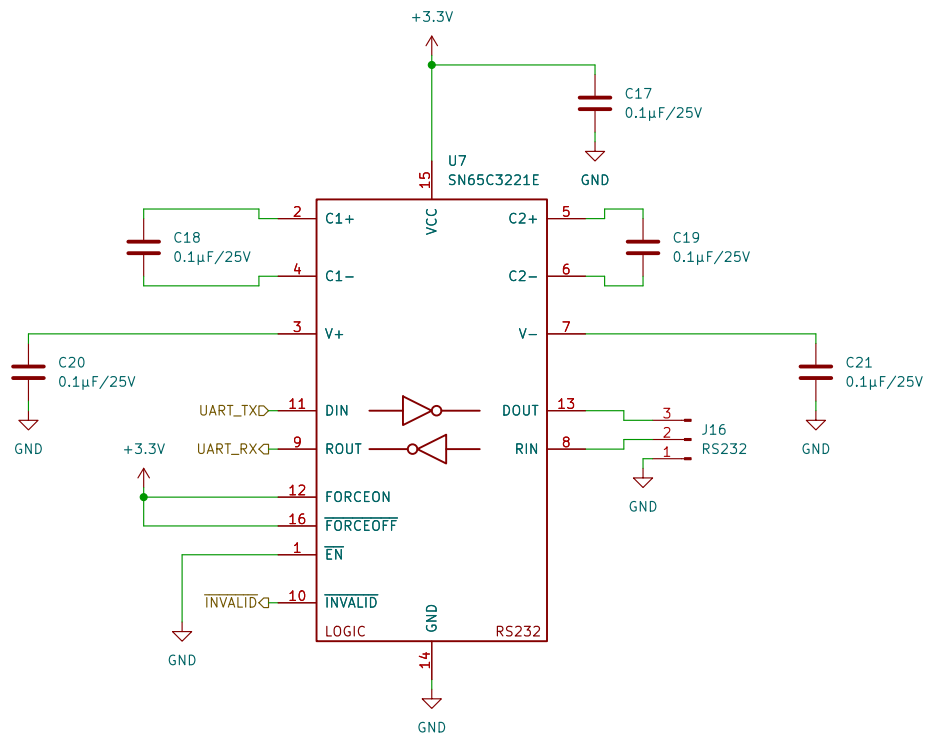 +3.3V
C17
0.1µF/25V
GND
U7
SN65C3221E
15
VCC
2
C1+
C2+
5
C18
0.1µF/25V
C19
0.1µF/25V
4
C1-
C2-
6
3
V+
V-
7
C20
0.1µF/25V
GND
C21
0.1µF/25V
GND
UART_TX
11
DIN
DOUT
13
3
UART_RX
9
ROUT
RIN
8
2
1
J16
RS232
GND
+3.3V
12
FORCEON
16
FORCEOFF
1
EN
GND
INVALID
10
INVALID
LOGIC
GND
RS232
14
GND